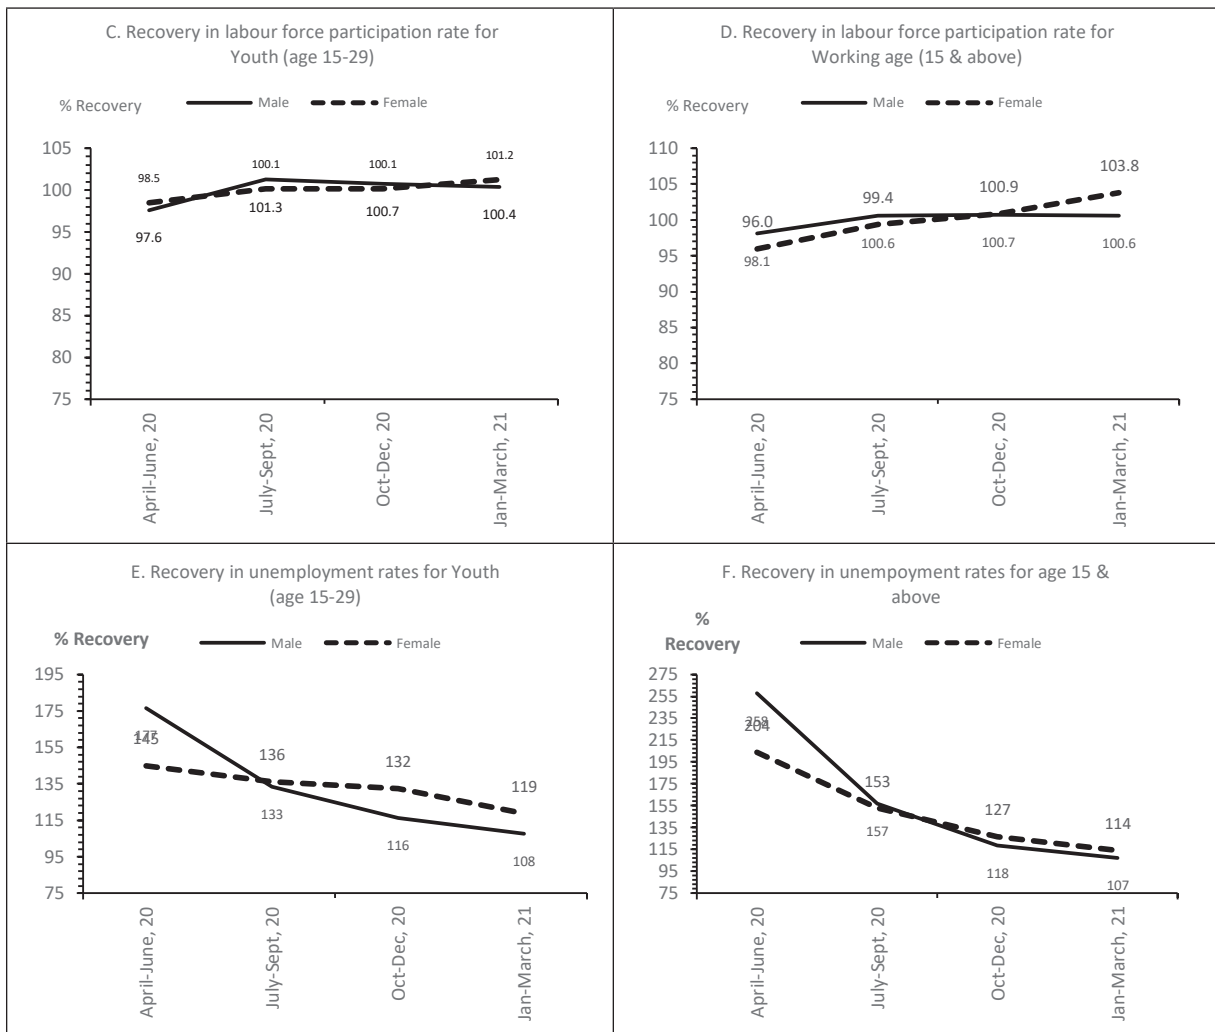 C. Recovery in labour force participation rate for
Youth (age 15-29)
% Recovery
Male
Female
105
100
95
90
85
80
75
98.5
100.1
100.1
101.2
97.6
101.3
100.7
100.4
April-June, 20
July-Sept, 20
Oct-Dec, 20
Jan-March, 21
D. Recovery in labour force participation rate for
Working age (15 & above)
% Recovery
Male
Female
110
105
100
95
90
85
80
75
96.0
99.4
100.9
103.8
98.1
100.6
100.7
100.6
April-June, 20
July-Sept, 20
Oct-Dec, 20
Jan-March, 21
E. Recovery in unemployment rates for Youth
(age 15-29)
% Recovery
Male
Female
195
175
155
135
115
95
75
177
145
136
132
119
133
116
108
April-June, 20
July-Sept, 20
Oct-Dec, 20
Jan-March, 21
F. Recovery in unempoyment rates for age 15 &
above
%
Recovery
Male
Female
275
255
235
215
195
175
155
135
115
95
75
204
153
127
114
157
118
107
April-June, 20
July-Sept, 20
Oct-Dec, 20
Jan-March, 21